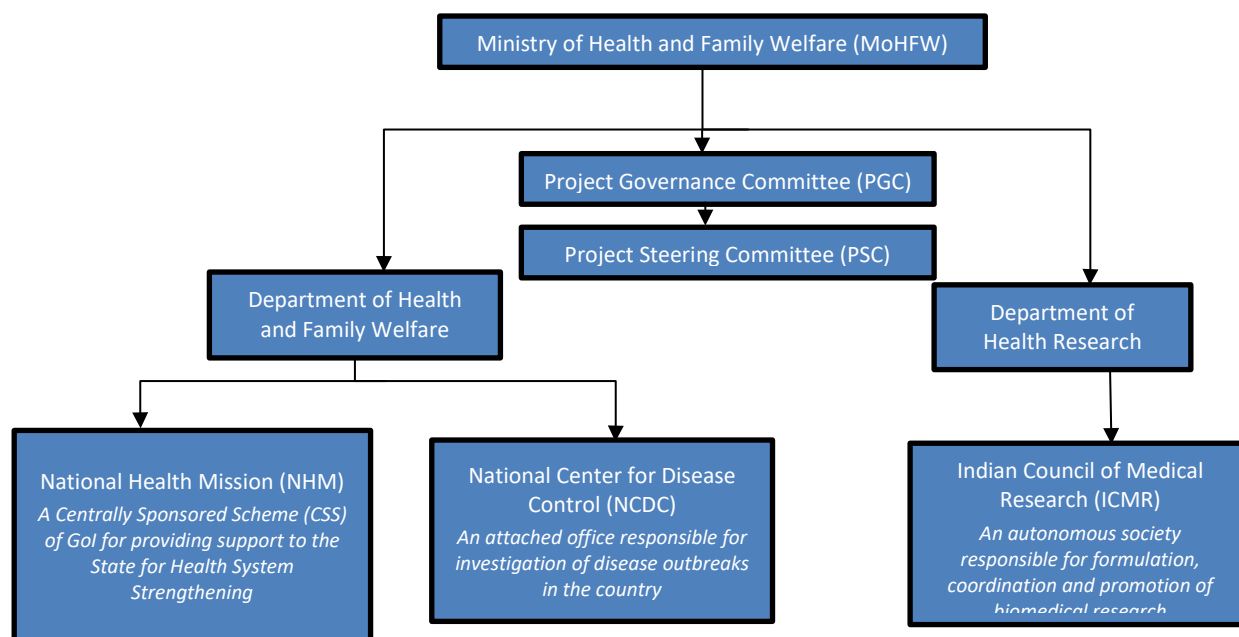 Ministry of Health and Family Welfare (MoHFW)
Project Governance Committee (PGC)
Project Steering Committee (PSC)
Department of Health
and Family Welfare
Department of
Health Research
National Health Mission (NHM)
A Centrally Sponsored Scheme (CSS)
of GoI for providing support to the
State for Health System
Strengthening
National Center for Disease
Control (NCDC)
An attached office responsible for
investigation of disease outbreaks
in the country
Indian Council of Medical
Research (ICMR)
An autonomous society
responsible for formulation,
coordination and promotion of
biomedical research